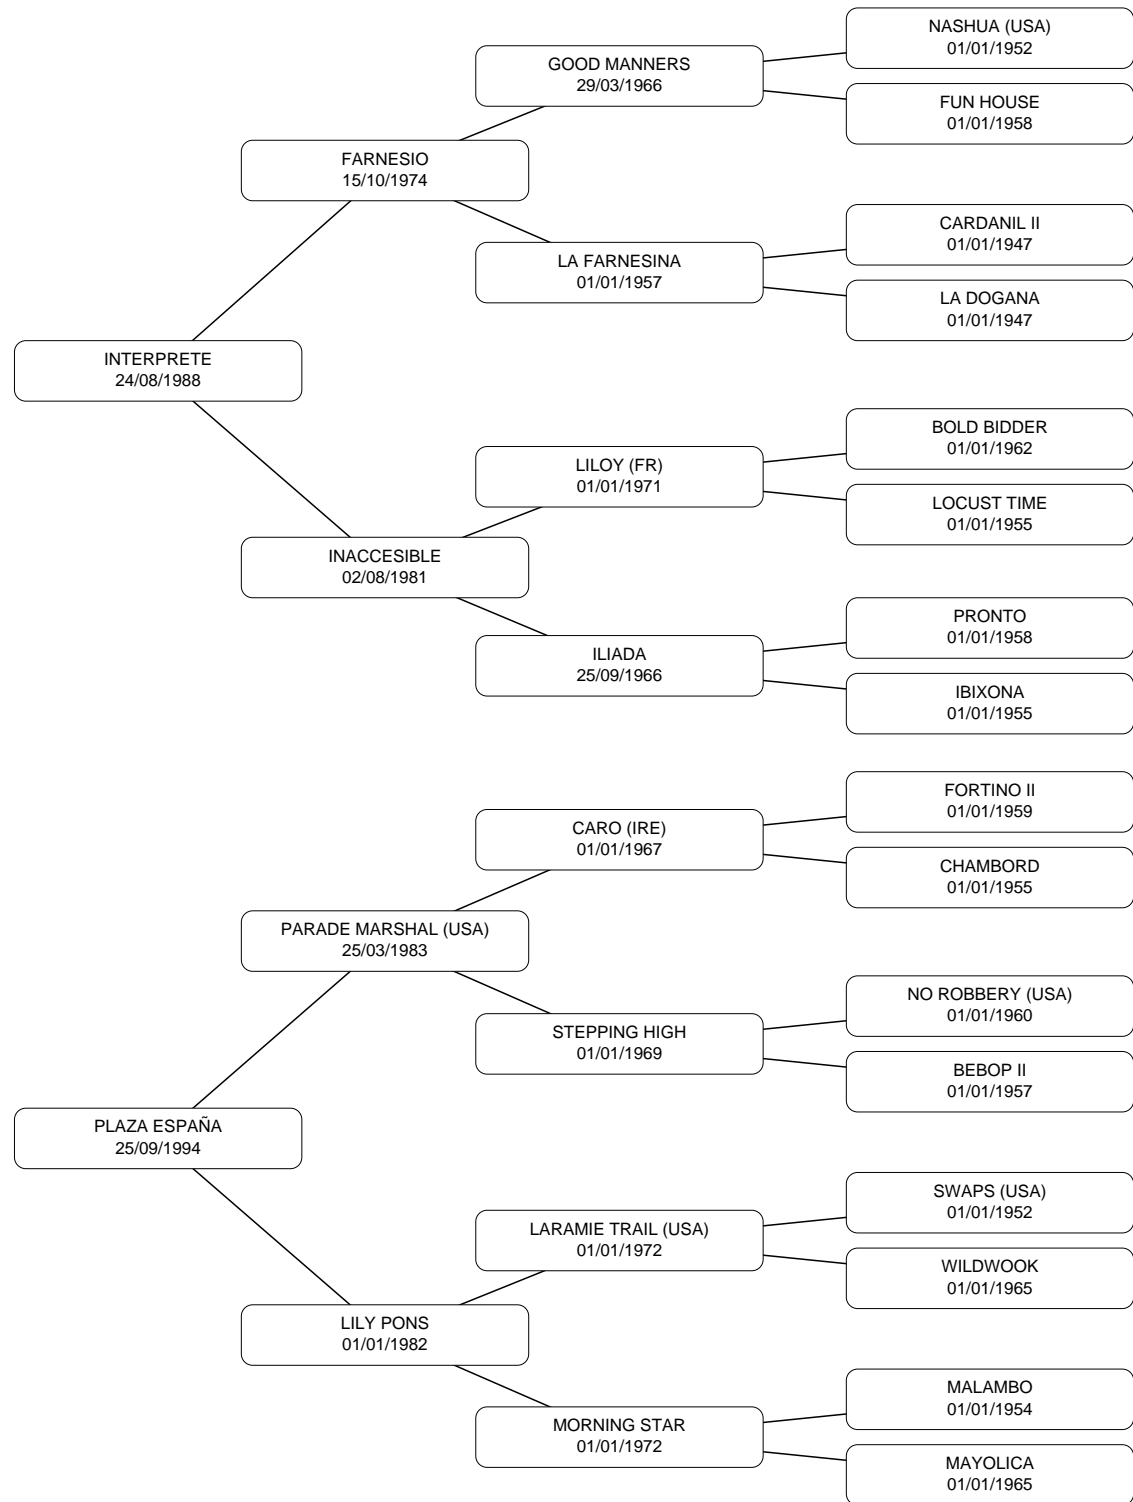 NASHUA (USA)
01/01/1952
GOOD MANNERS
29/03/1966
FUN HOUSE
01/01/1958
FARNESIO
15/10/1974
CARDANIL II
01/01/1947
LA FARNESINA
01/01/1957
LA DOGANA
01/01/1947
INTERPRETE
24/08/1988
BOLD BIDDER
01/01/1962
LILOY (FR)
01/01/1971
LOCUST TIME
01/01/1955
INACCESIBLE
02/08/1981
PRONTO
01/01/1958
ILIADA
25/09/1966
IBIXONA
01/01/1955
FORTINO II
01/01/1959
CARO (IRE)
01/01/1967
CHAMBORD
01/01/1955
PARADE MARSHAL (USA)
25/03/1983
NO ROBBERY (USA)
01/01/1960
STEPPING HIGH
01/01/1969
BEBOP II
01/01/1957
PLAZA ESPAÑA
25/09/1994
SWAPS (USA)
01/01/1952
LARAMIE TRAIL (USA)
01/01/1972
WILDWOOK
01/01/1965
LILY PONS
01/01/1982
MALAMBO
01/01/1954
MORNING STAR
01/01/1972
MAYOLICA
01/01/1965